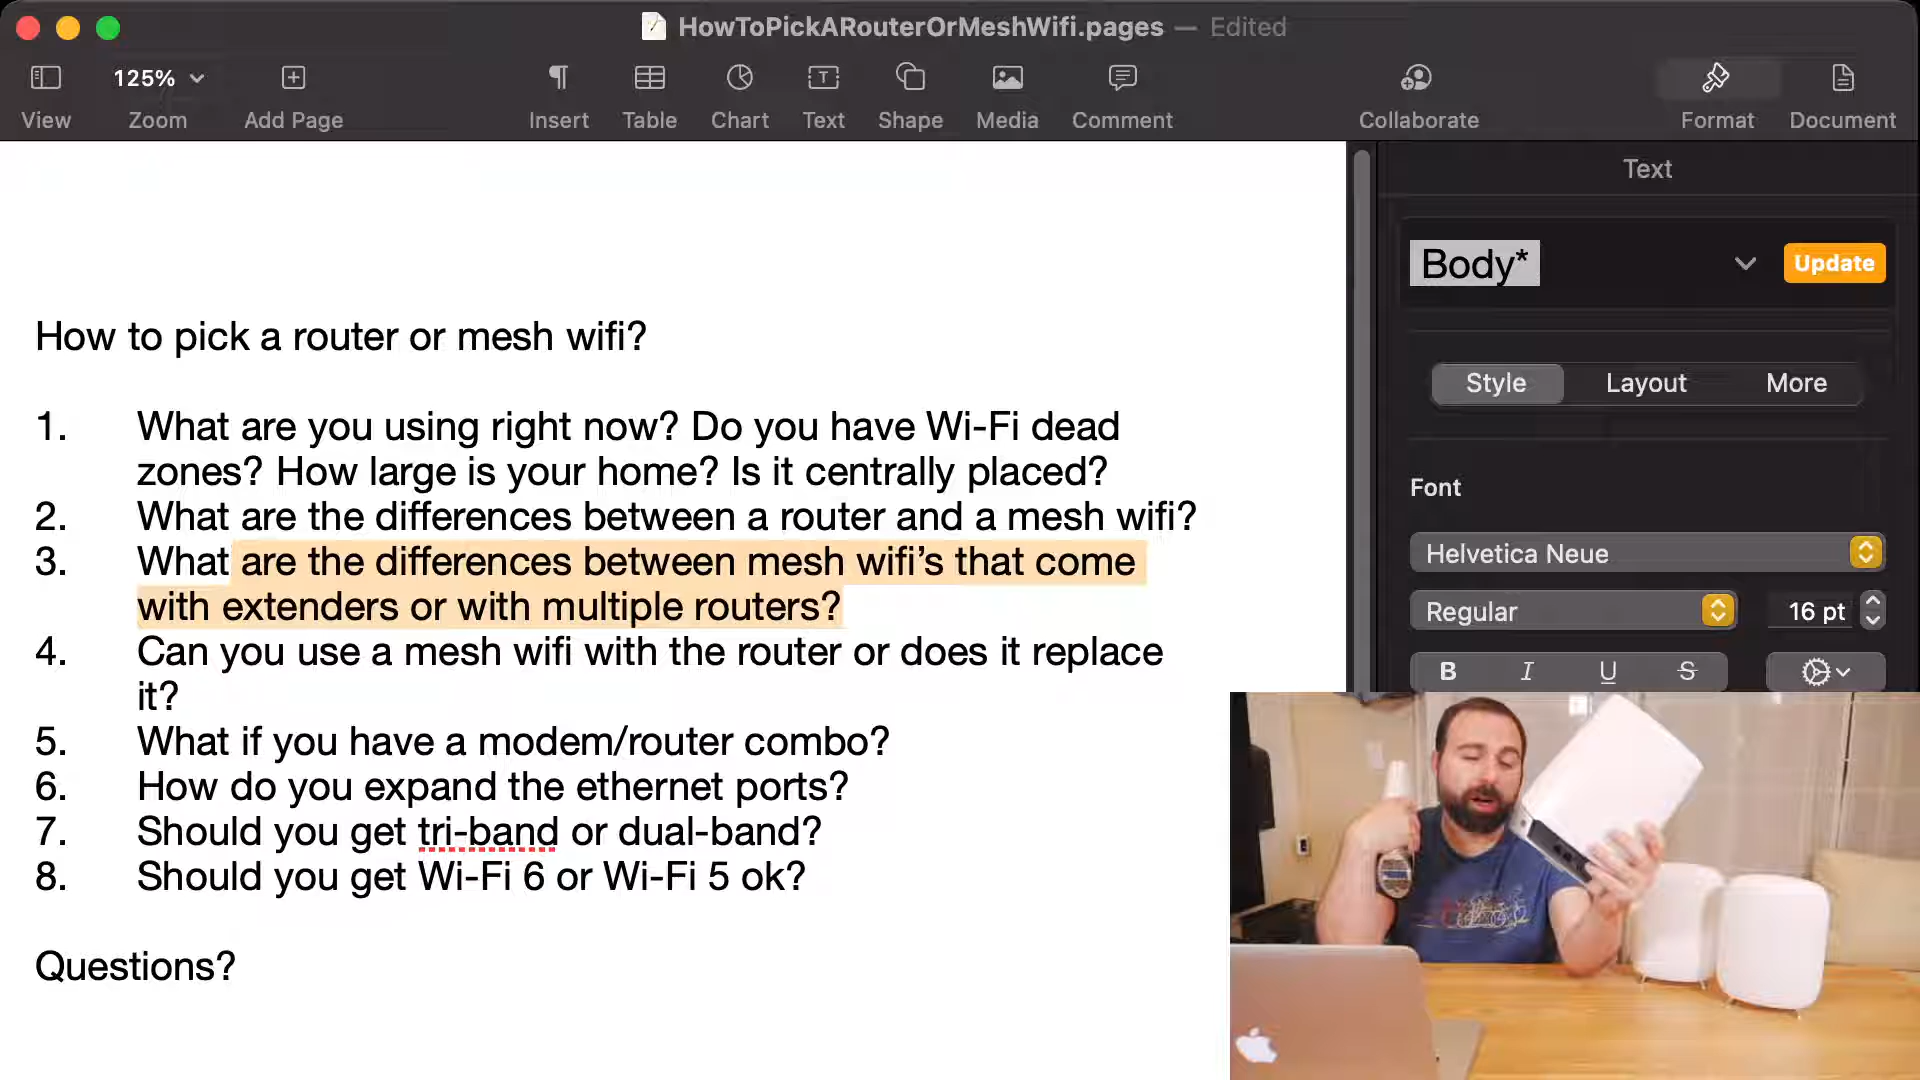 HowToPickARouterOrMeshWifi.pages — Edited
125%
View
Zoom
Add Page
Insert
Table
Chart
Text
Shape
Media
Comment
Collaborate
Format
Document
Text
Body*
Update
Style
Layout
More
Font
Helvetica Neue
Regular
16 pt
B I U S
How to pick a router or mesh wifi?
1. What are you using right now? Do you have Wi-Fi dead
zones? How large is your home? Is it centrally placed?
2. What are the differences between a router and a mesh wifi?
3. What are the differences between mesh wifi’s that come
with extenders or with multiple routers?
4. Can you use a mesh wifi with the router or does it replace
it?
5. What if you have a modem/router combo?
6. How do you expand the ethernet ports?
7. Should you get tri-band or dual-band?
8. Should you get Wi-Fi 6 or Wi-Fi 5 ok?
Questions?